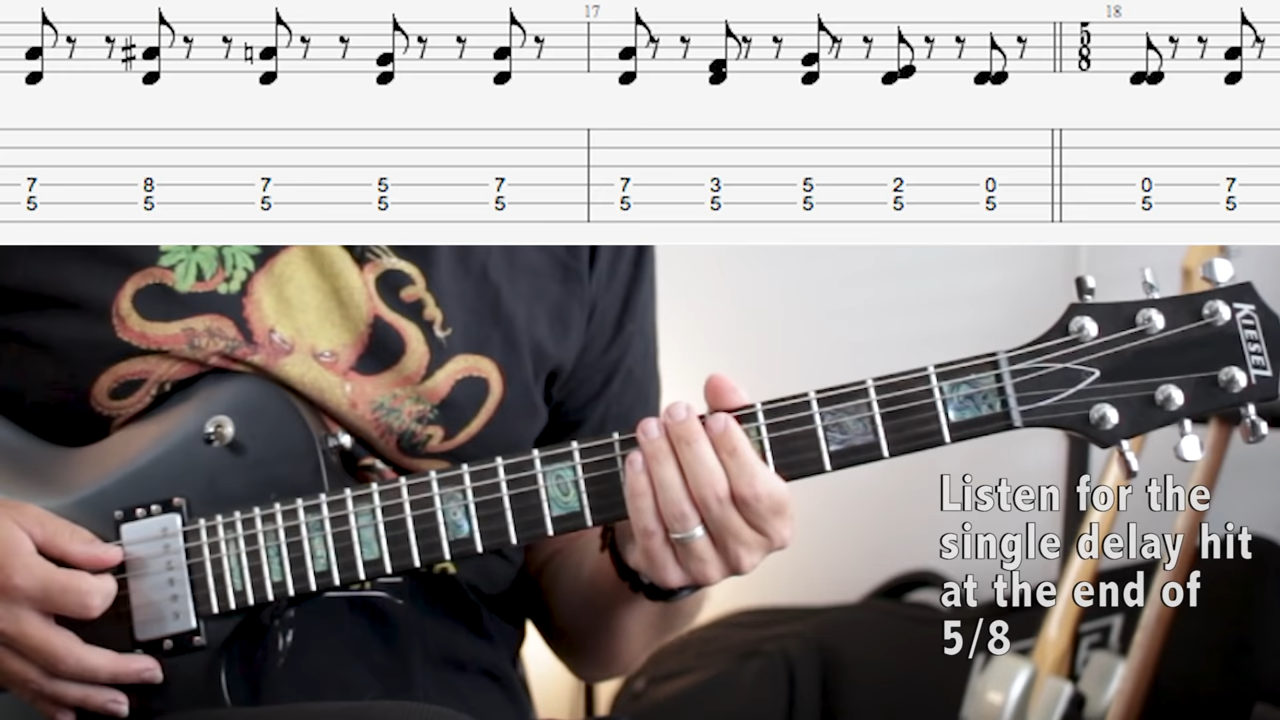 17
18
5
8
7 8 7 5 7 7 3 5 2 0 0 7
5 5 5 5 5 5 5 5 5 5 5 5
KIESEL
Listen for the
single delay hit
at the end of
5/8